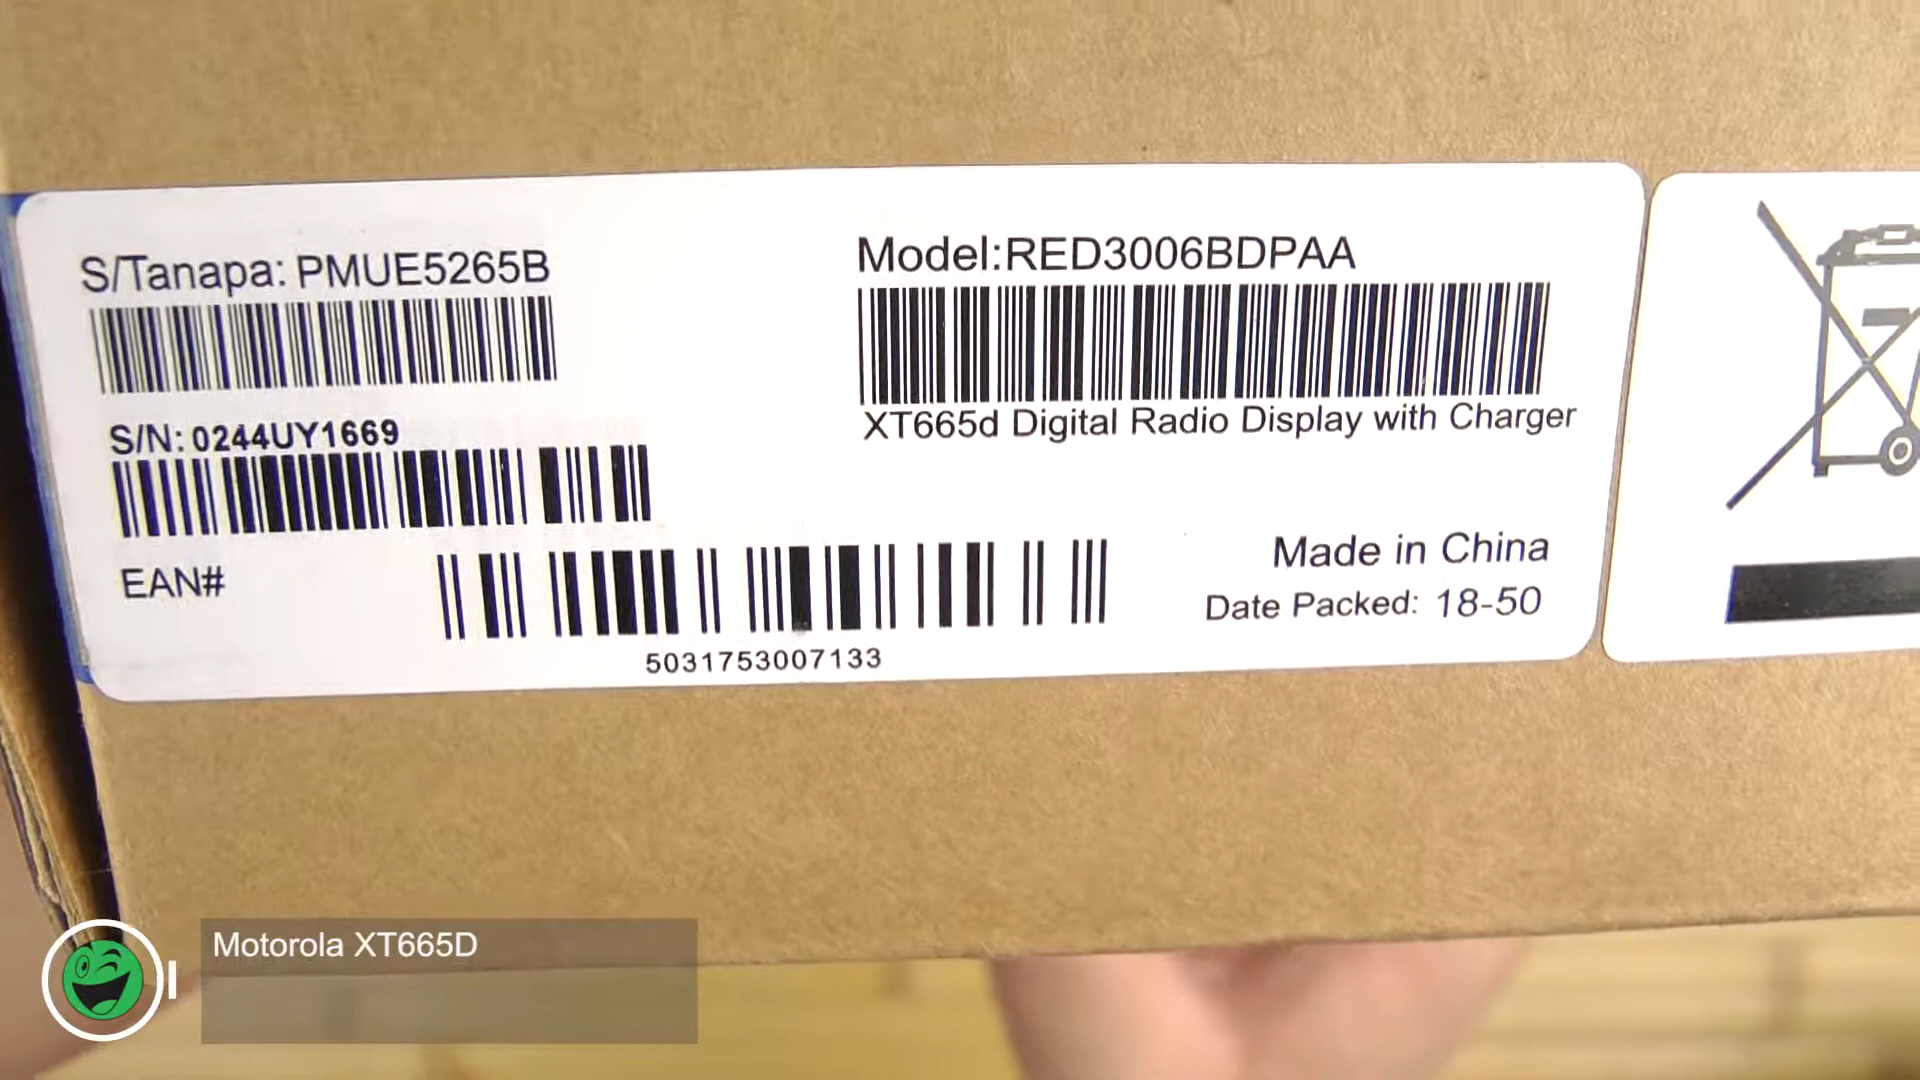 S/Tanapa: PMUE5265B
Model:RED3006BDPAA
XT665d Digital Radio Display with Charger
S/N: 0244UY1669
EAN#
5031753007133
Made in China
Date Packed: 18-50
Motorola XT665D